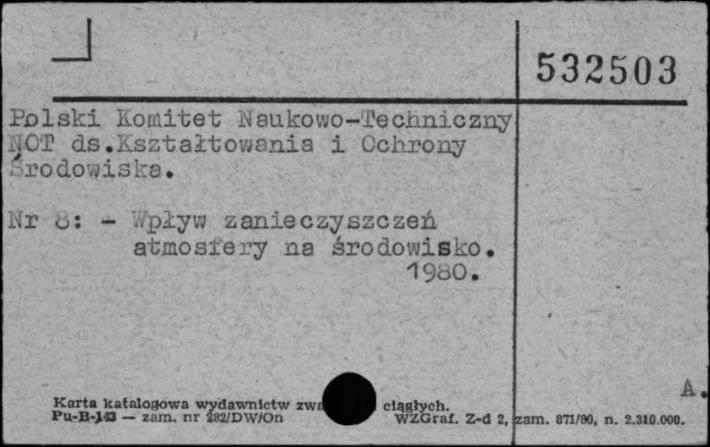 532503
Polski Komitet Naukowo-Techniczny
NOT ds.Kształtowania i Ochrony
Środowiska.
Nr 8: - Wpływ zanieczyszczeń
atmosfery na środowisko.
1980.
A.
Karta katalogowa wydawnictw ciągłych.
Pu-B-143 — zam. nr 282/DW/On WZGraf. Z-d 2, zam. 871/80, n. 2.310.000.